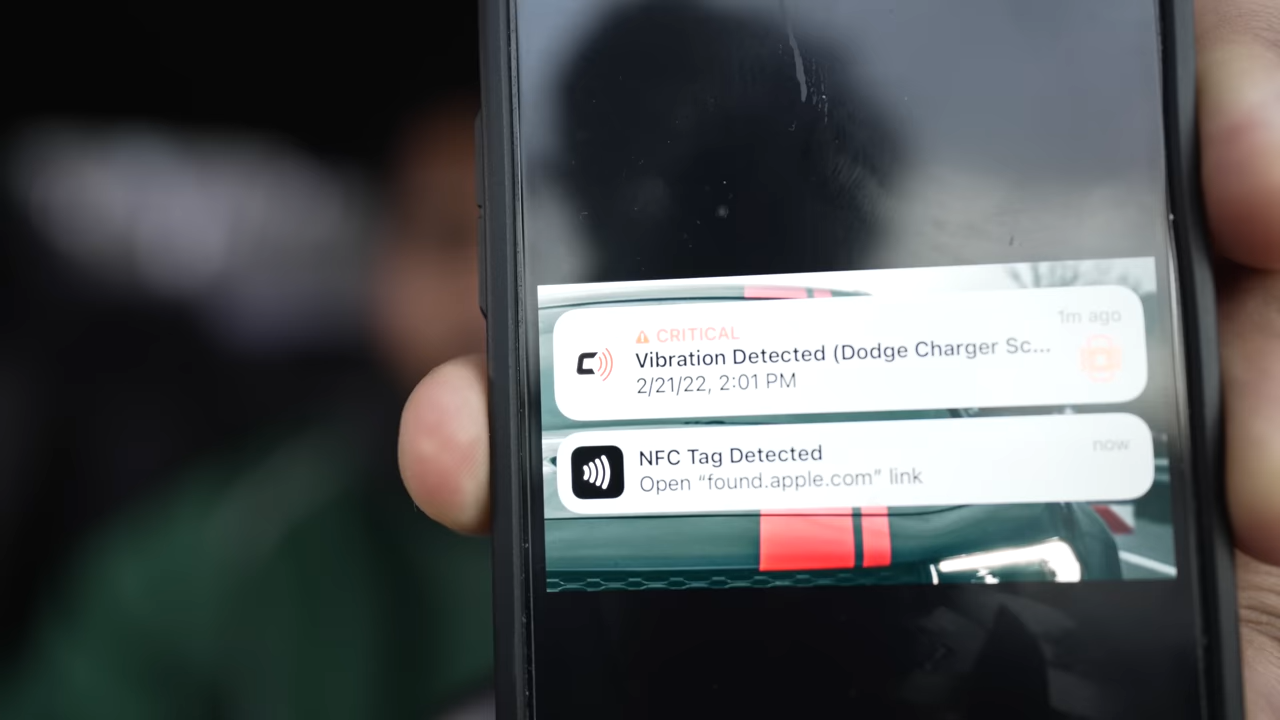 CRITICAL
1m ago
Vibration Detected (Dodge Charger Sc...
2/21/22, 2:01 PM
NFC Tag Detected
now
Open “found.apple.com” link